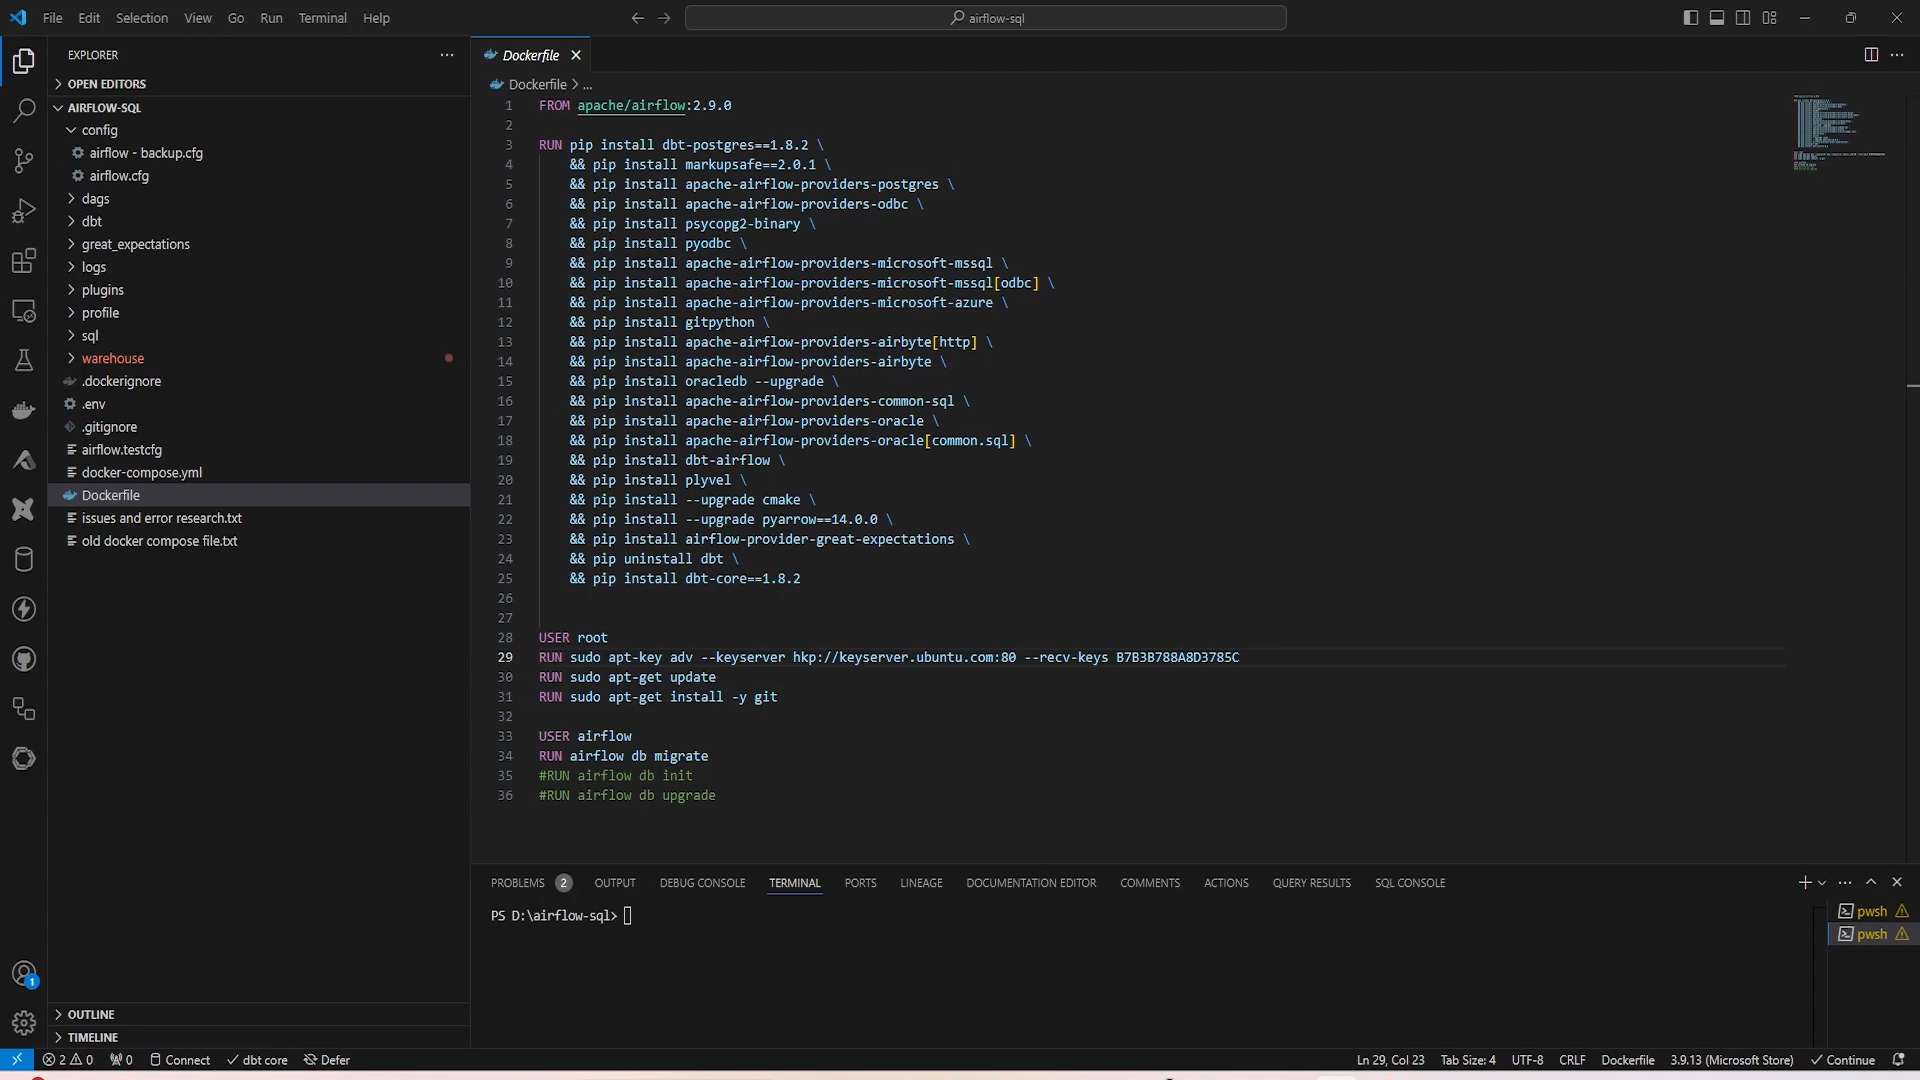 File Edit Selection View Go Run Terminal Help
airflow-sql
EXPLORER
OPEN EDITORS
AIRFLOW-SQL
config
airflow - backup.cfg
airflow.cfg
dags
dbt
great_expectations
logs
plugins
profile
sql
warehouse
.dockerignore
.env
.gitignore
airflow.testcfg
docker-compose.yml
Dockerfile
issues and error research.txt
old docker compose file.txt
OUTLINE
TIMELINE
Dockerfile
Dockerfile > ...
1 FROM apache/airflow:2.9.0
2
3 RUN pip install dbt-postgres==1.8.2 \
4 && pip install markupsafe==2.0.1 \
5 && pip install apache-airflow-providers-postgres \
6 && pip install apache-airflow-providers-odbc \
7 && pip install psycopg2-binary \
8 && pip install pyodbc \
9 && pip install apache-airflow-providers-microsoft-mssql \
10 && pip install apache-airflow-providers-microsoft-mssql[odbc] \
11 && pip install apache-airflow-providers-microsoft-azure \
12 && pip install gitpython \
13 && pip install apache-airflow-providers-airbyte[http] \
14 && pip install apache-airflow-providers-airbyte \
15 && pip install oracledb --upgrade \
16 && pip install apache-airflow-providers-common-sql \
17 && pip install apache-airflow-providers-oracle \
18 && pip install apache-airflow-providers-oracle[common.sql] \
19 && pip install dbt-airflow \
20 && pip install plyvel \
21 && pip install --upgrade cmake \
22 && pip install --upgrade pyarrow==14.0.0 \
23 && pip install airflow-provider-great-expectations \
24 && pip uninstall dbt \
25 && pip install dbt-core==1.8.2
26
27
28 USER root
29 RUN sudo apt-key adv --keyserver hkp://keyserver.ubuntu.com:80 --recv-keys B7B3B788A8D3785C
30 RUN sudo apt-get update
31 RUN sudo apt-get install -y git
32
33 USER airflow
34 RUN airflow db migrate
35 #RUN airflow db init
36 #RUN airflow db upgrade
PROBLEMS 2 OUTPUT DEBUG CONSOLE TERMINAL PORTS LINEAGE DOCUMENTATION EDITOR COMMENTS ACTIONS QUERY RESULTS SQL CONSOLE
PS D:\airflow-sql>
pwsh
pwsh
1
2 0 0 Connect dbt core Defer Ln 29, Col 23 Tab Size: 4 UTF-8 CRLF Dockerfile 3.9.13 (Microsoft Store) Continue